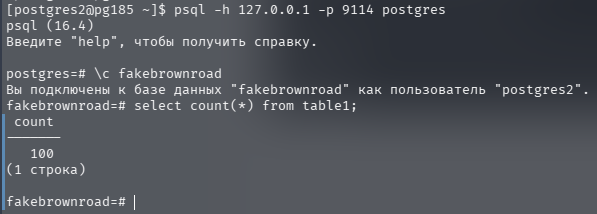 [postgres2@pg185 ~]$ psql -h 127.0.0.1 -p 9114 postgres
psql (16.4)
Введите "help", чтобы получить справку.
postgres=# \c fakebrownroad
Вы подключены к базе данных "fakebrownroad" как пользователь "postgres2".
fakebrownroad=# select count(*) from table1;
count
-------
100
(1 строка)
fakebrownroad=#